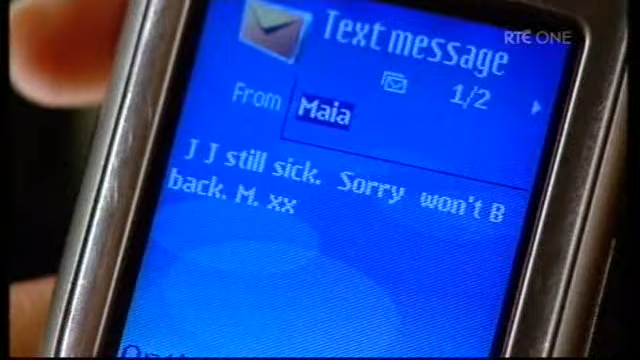 RTÉ ONE
Text message
1/2
From Maia
J J still sick. Sorry won't B
back. M. xx